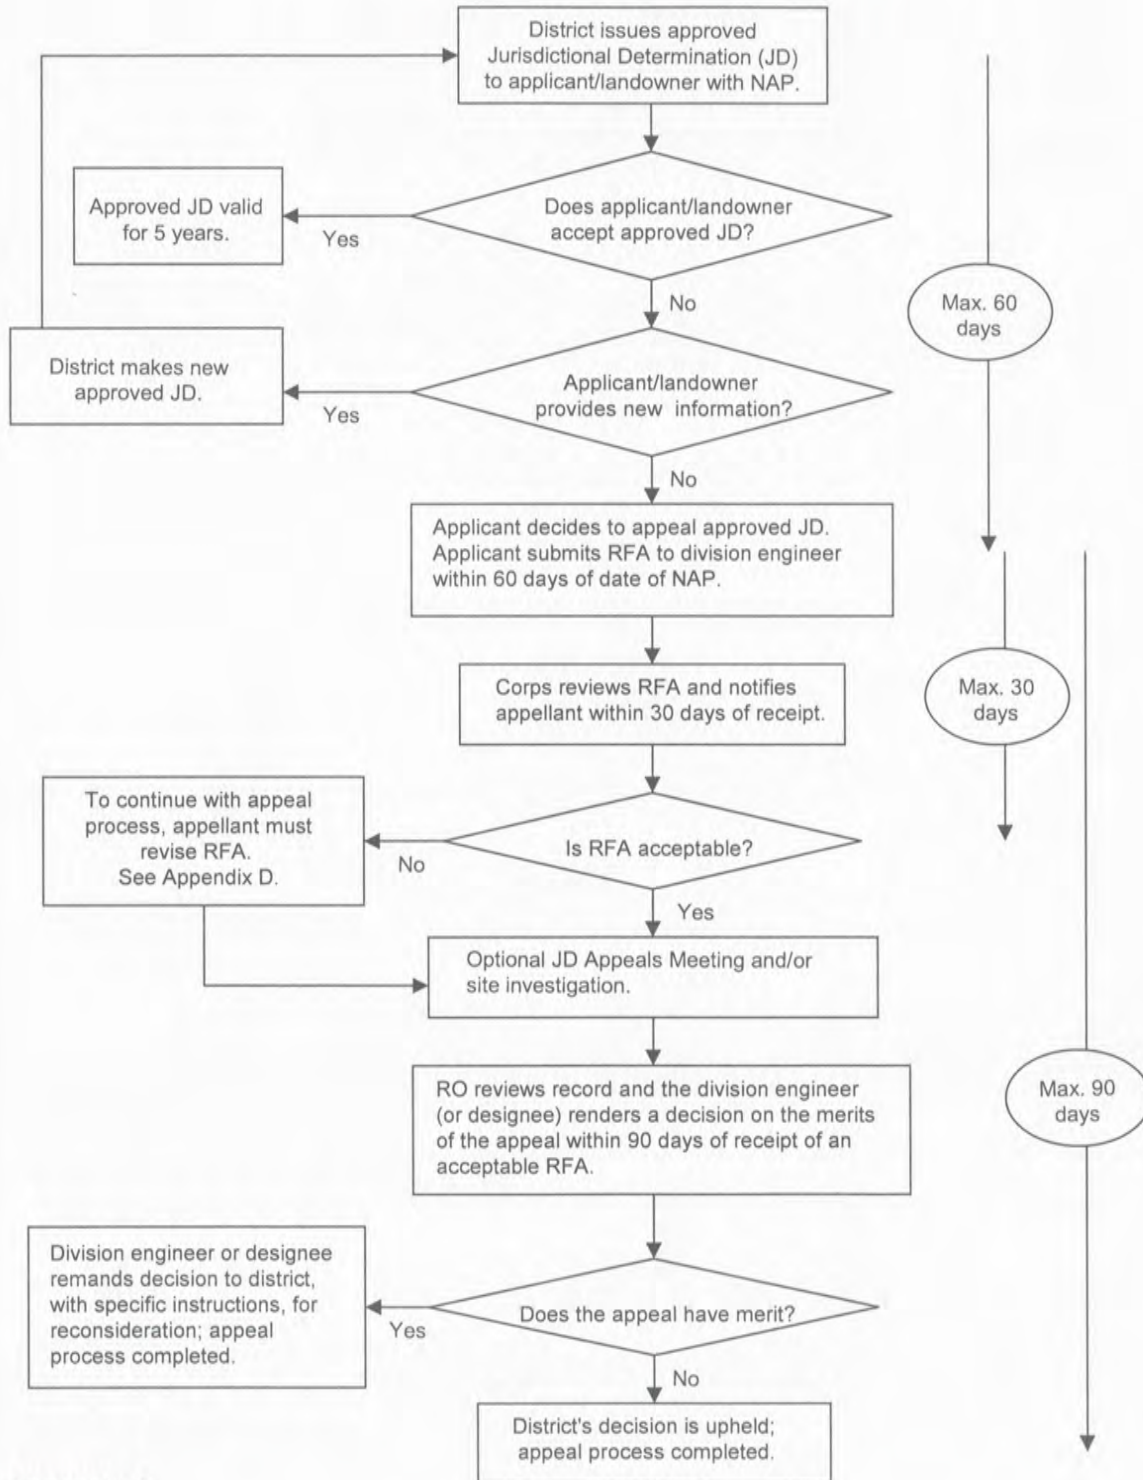 District issues approved
Jurisdictional Determination (JD)
to applicant/landowner with NAP.
Approved JD valid
for 5 years.
Yes
Does applicant/landowner
accept approved JD?
No
Max. 60
days
District makes new
approved JD.
Yes
Applicant/landowner
provides new information?
No
Applicant decides to appeal approved JD.
Applicant submits RFA to division engineer
within 60 days of date of NAP.
Corps reviews RFA and notifies
appellant within 30 days of receipt.
Max. 30
days
To continue with appeal
process, appellant must
revise RFA.
See Appendix D.
No
Is RFA acceptable?
Yes
Optional JD Appeals Meeting and/or
site investigation.
RO reviews record and the division engineer
(or designee) renders a decision on the merits
of the appeal within 90 days of receipt of an
acceptable RFA.
Max. 90
days
Division engineer or designee
remands decision to district,
with specific instructions, for
reconsideration; appeal
process completed.
Yes
Does the appeal have merit?
No
District's decision is upheld;
appeal process completed.